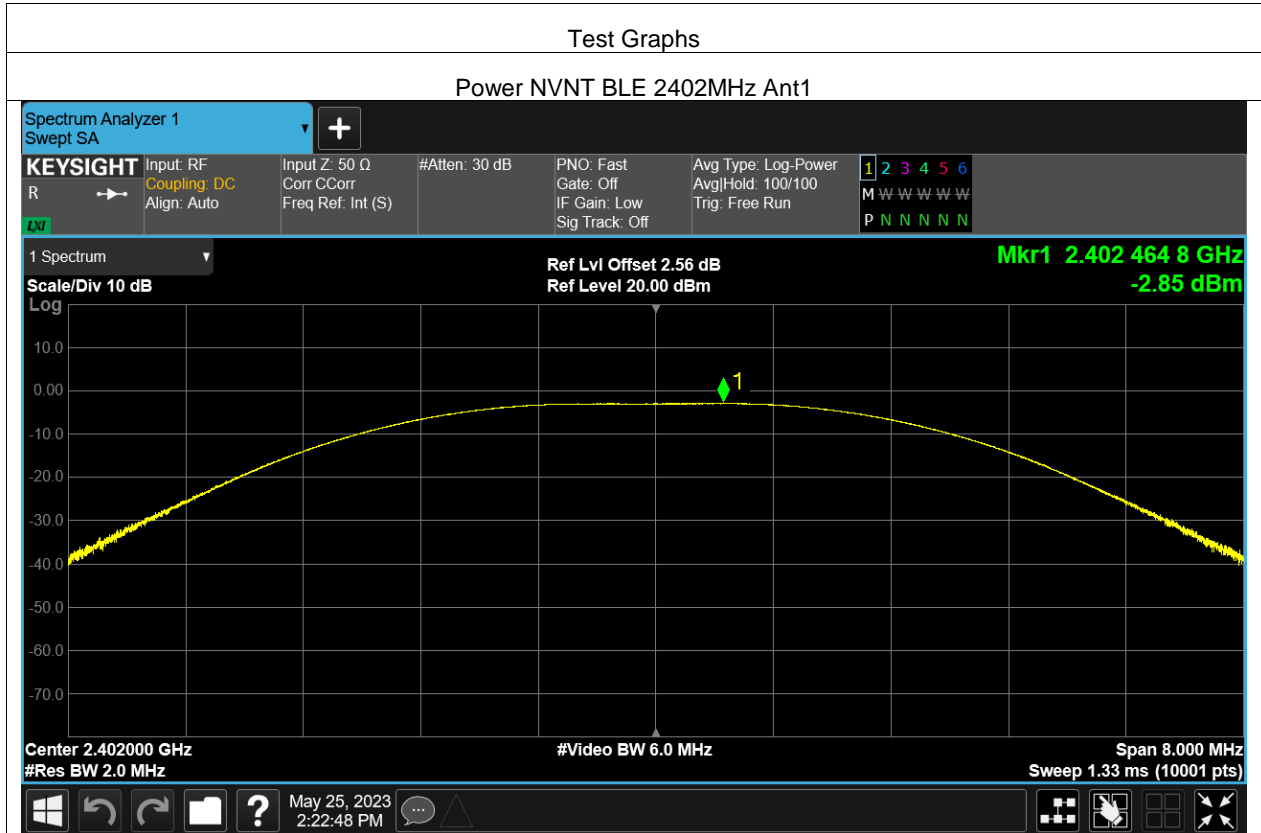 Test Graphs
Power NVNT BLE 2402MHz Ant1
Spectrum Analyzer 1
Swept SA
KEYSIGHT
R
LXI
Input: RF
Coupling: DC
Align: Auto
Input Z: 50 Ω
Corr CCorr
Freq Ref: Int (S)
#Atten: 30 dB
PNO: Fast
Gate: Off
IF Gain: Low
Sig Track: Off
Avg Type: Log-Power
Avg|Hold: 100/100
Trig: Free Run
1 2 3 4 5 6
M W W W W W
P N N N N N
1 Spectrum
Scale/Div 10 dB
Ref Lvl Offset 2.56 dB
Ref Level 20.00 dBm
Mkr1 2.402 464 8 GHz
-2.85 dBm
Log
10.0
0.00
1
-10.0
-20.0
-30.0
-40.0
-50.0
-60.0
-70.0
Center 2.402000 GHz
#Video BW 6.0 MHz
Span 8.000 MHz
#Res BW 2.0 MHz
Sweep 1.33 ms (10001 pts)
?
May 25, 2023
2:22:48 PM